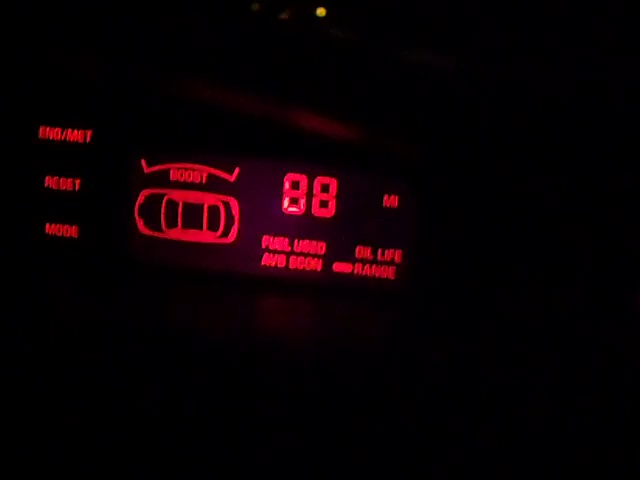 ENG/MET
RESET
MODE
BOOST
88 MI
FUEL USED OIL LIFE
AVG ECON RANGE